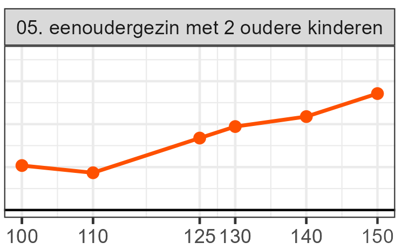 05. eenoudergezin met 2 oudere kinderen
100 110 125 130 140 150